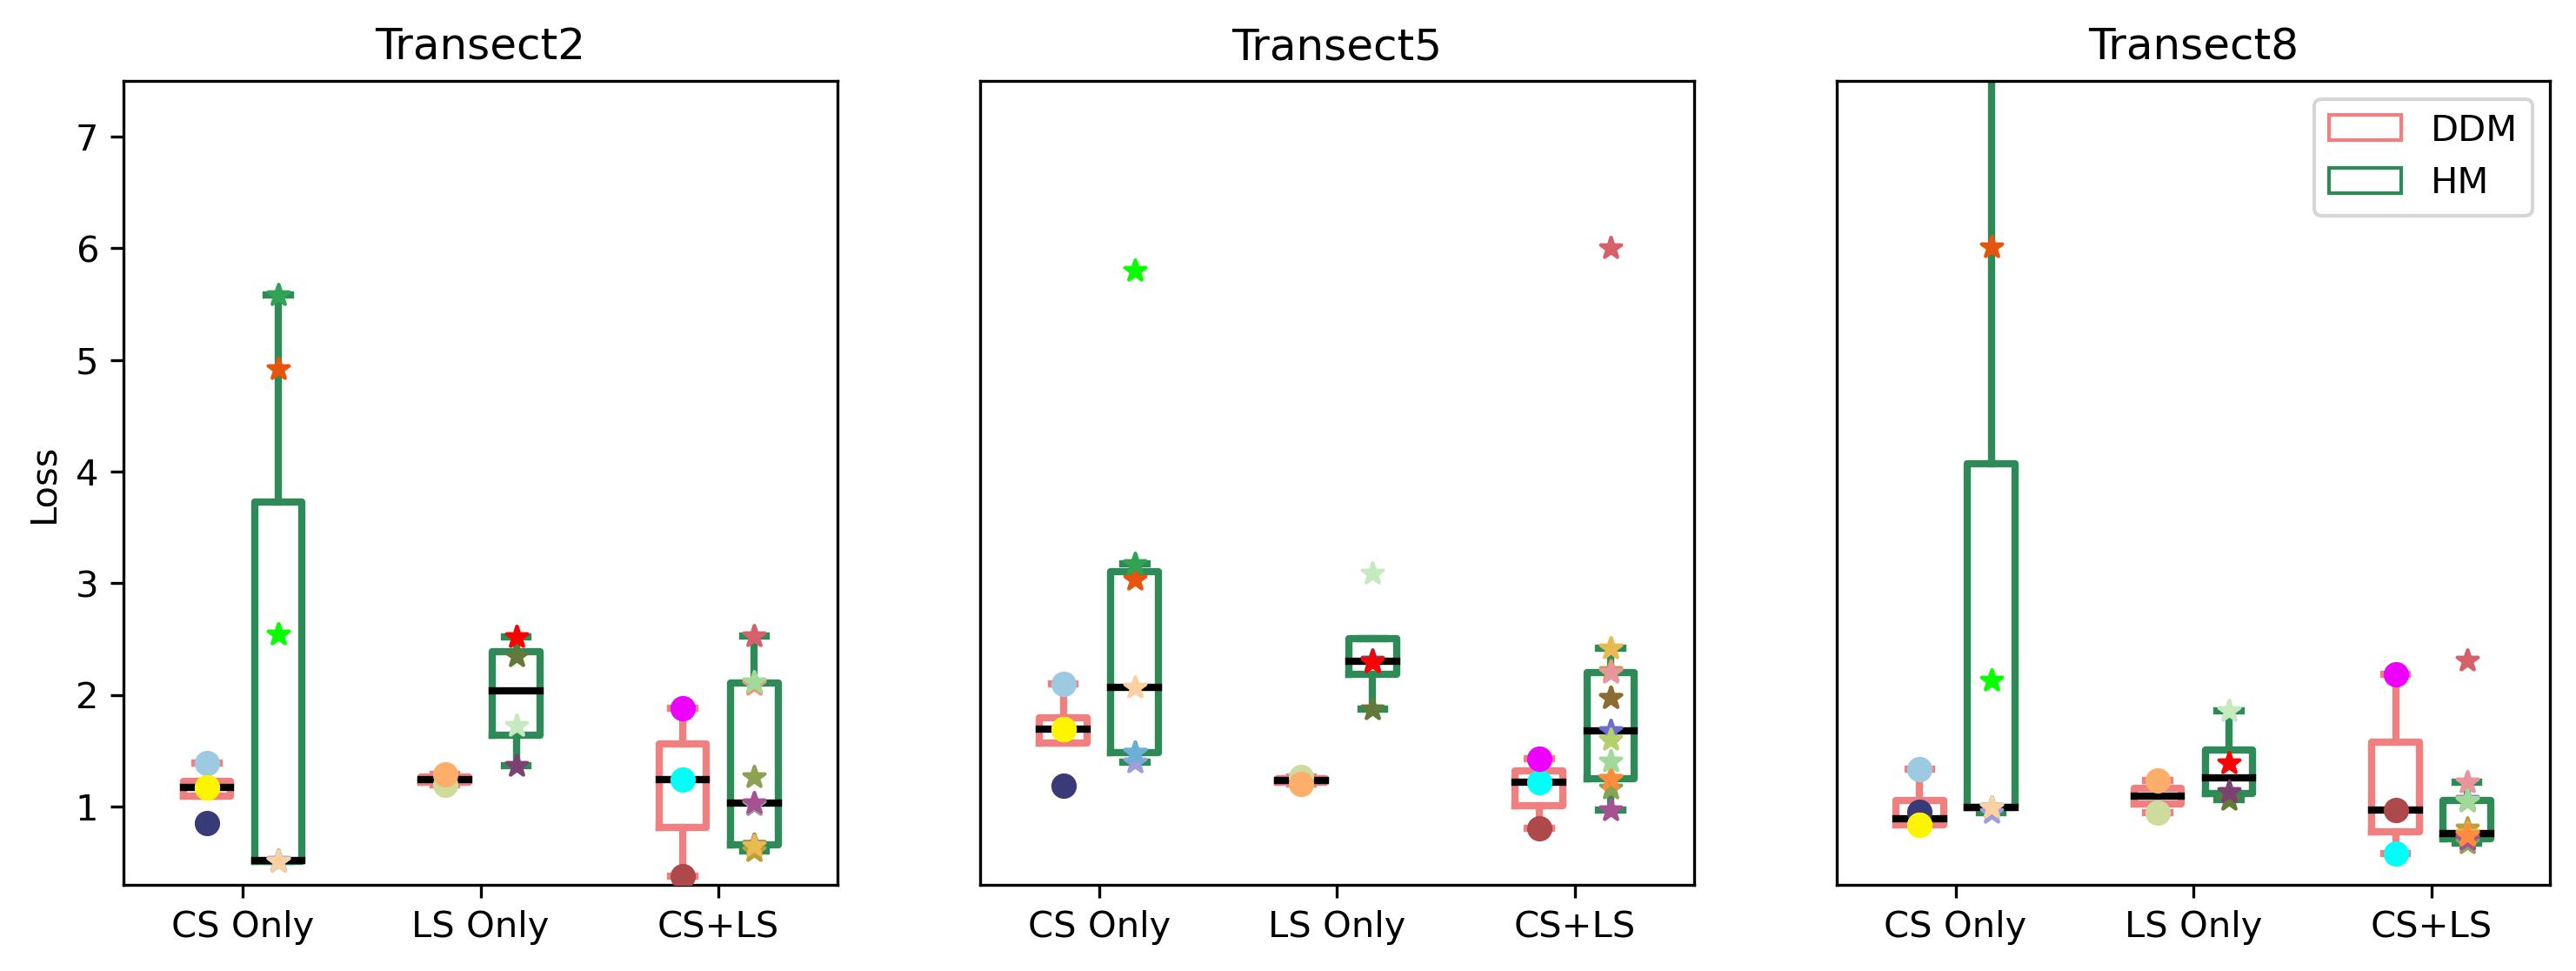 Transect2
Transect5
Transect8
Loss
7
6
5
4
3
2
1
DDM
HM
CS Only
LS Only
CS+LS
CS Only
LS Only
CS+LS
CS Only
LS Only
CS+LS